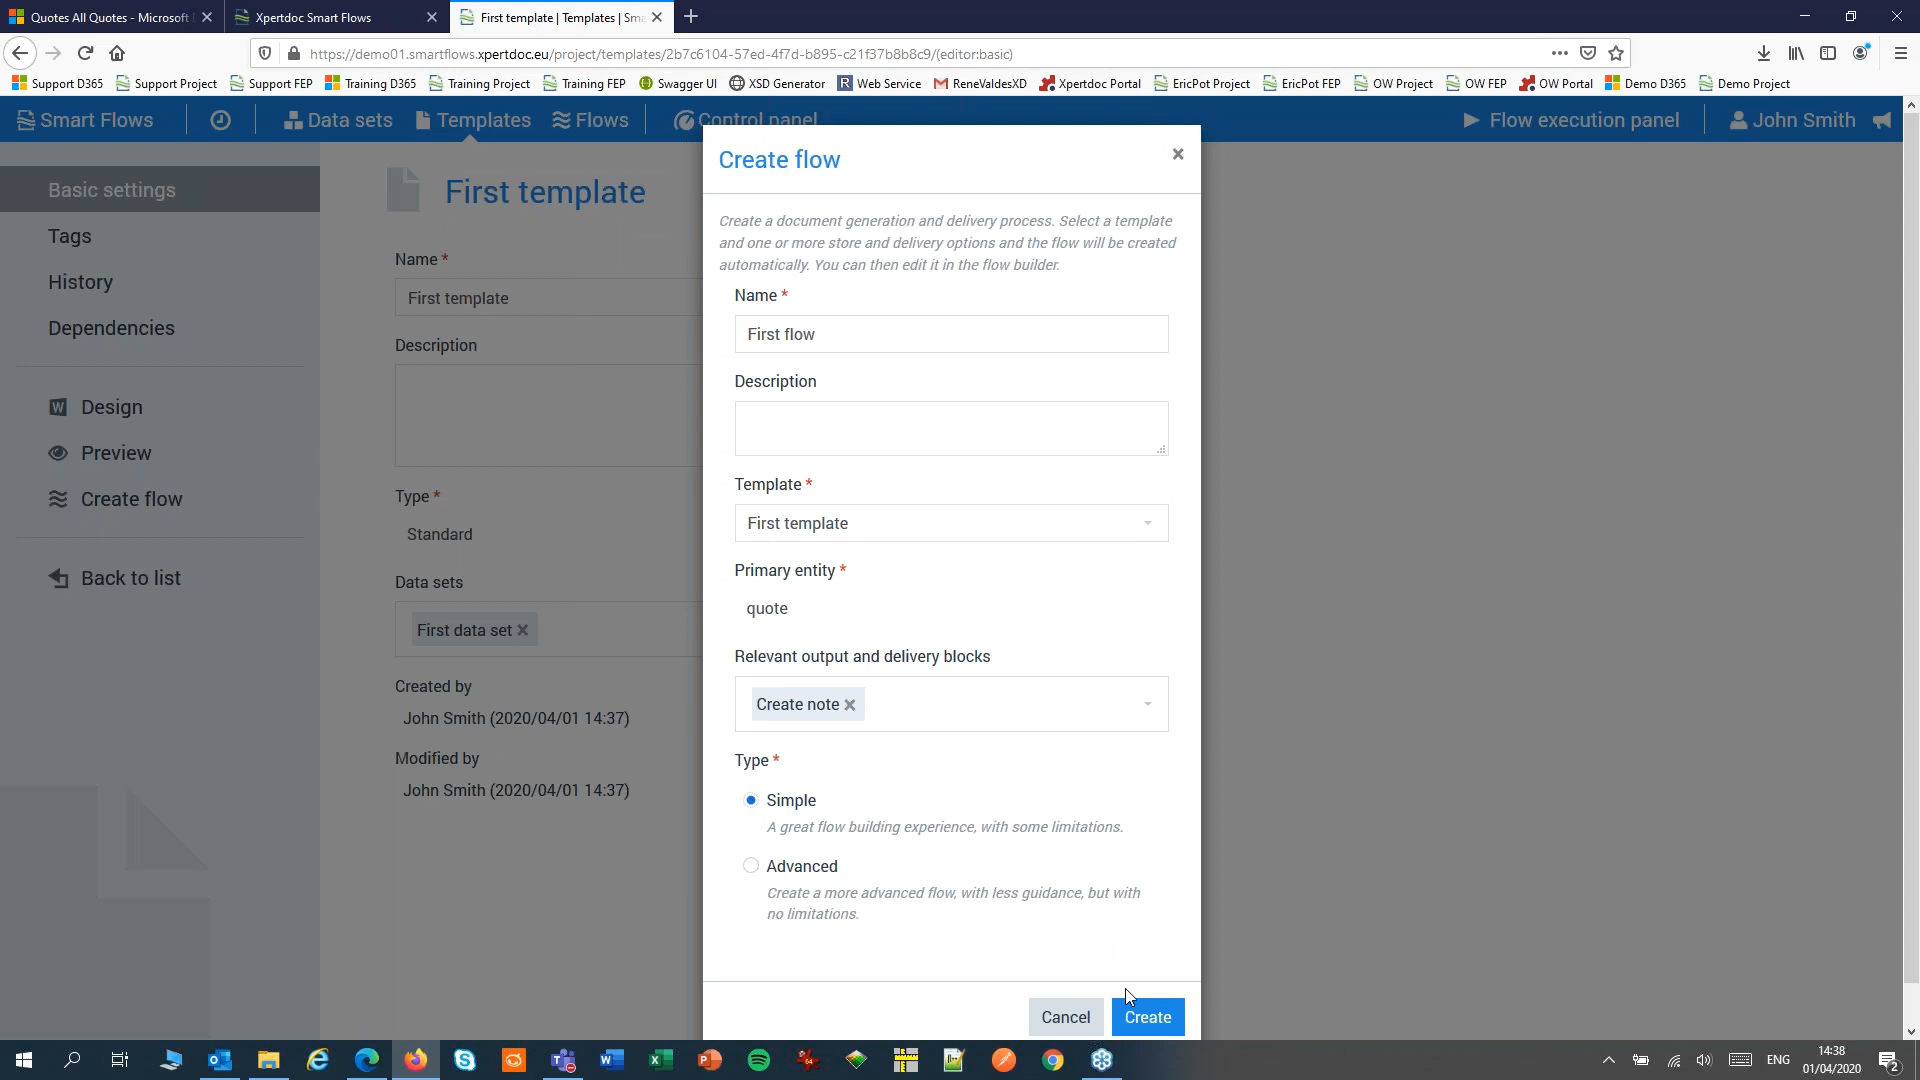 Quotes All Quotes - Microsoft
Xpertdoc Smart Flows
First template | Templates | Sma
https://demo01.smartflows.xpertdoc.eu/project/templates/2b7c6104-57ed-4f7d-b895-c21f37b8b8c9/(editor:basic)
Support D365 Support Project Support FEP Training D365 Training Project Training FEP Swagger UI XSD Generator Web Service ReneValdesXD Xpertdoc Portal EricPot Project EricPot FEP OW Project OW FEP OW Portal Demo D365 Demo Project
Smart Flows Data sets Templates Flows Control panel Flow execution panel John Smith
Basic settings
Tags
History
Dependencies
Design
Preview
Create flow
Back to list
First template
Name *
First template
Description
Type *
Standard
Data sets
First data set
Created by
John Smith (2020/04/01 14:37)
Modified by
John Smith (2020/04/01 14:37)
Create flow
Create a document generation and delivery process. Select a template
and one or more store and delivery options and the flow will be created
automatically. You can then edit it in the flow builder.
Name *
First flow
Description
Template *
First template
Primary entity *
quote
Relevant output and delivery blocks
Create note
Type *
Simple
A great flow building experience, with some limitations.
Advanced
Create a more advanced flow, with less guidance, but with
no limitations.
Cancel Create
ENG
14:38
01/04/2020
2